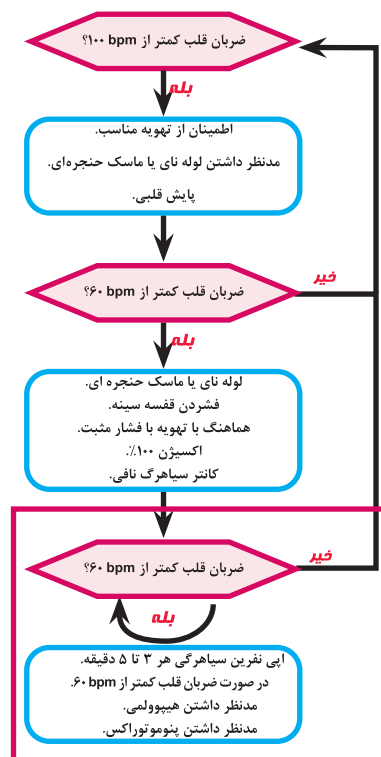 ضربان قلب کمتر از ۱۰۰ bpm؟
بله
اطمینان از تهویه مناسب.
مدنظر داشتن لوله نای یا ماسک حنجره‌ای.
پایش قلبی.
ضربان قلب کمتر از ۶۰ bpm؟
خیر
بله
لوله نای یا ماسک حنجره ای.
فشردن قفسه سینه.
هماهنگ با تهویه با فشار مثبت.
اکسیژن ۱۰۰٪.
کانتر سیاهرگ نافی.
ضربان قلب کمتر از ۶۰ bpm؟
خیر
بله
اپی نفرین سیاهرگی هر ۳ تا ۵ دقیقه.
در صورت ضربان قلب کمتر از ۶۰ bpm.
مدنظر داشتن هیپوولمی.
مدنظر داشتن پنوموتوراکس.